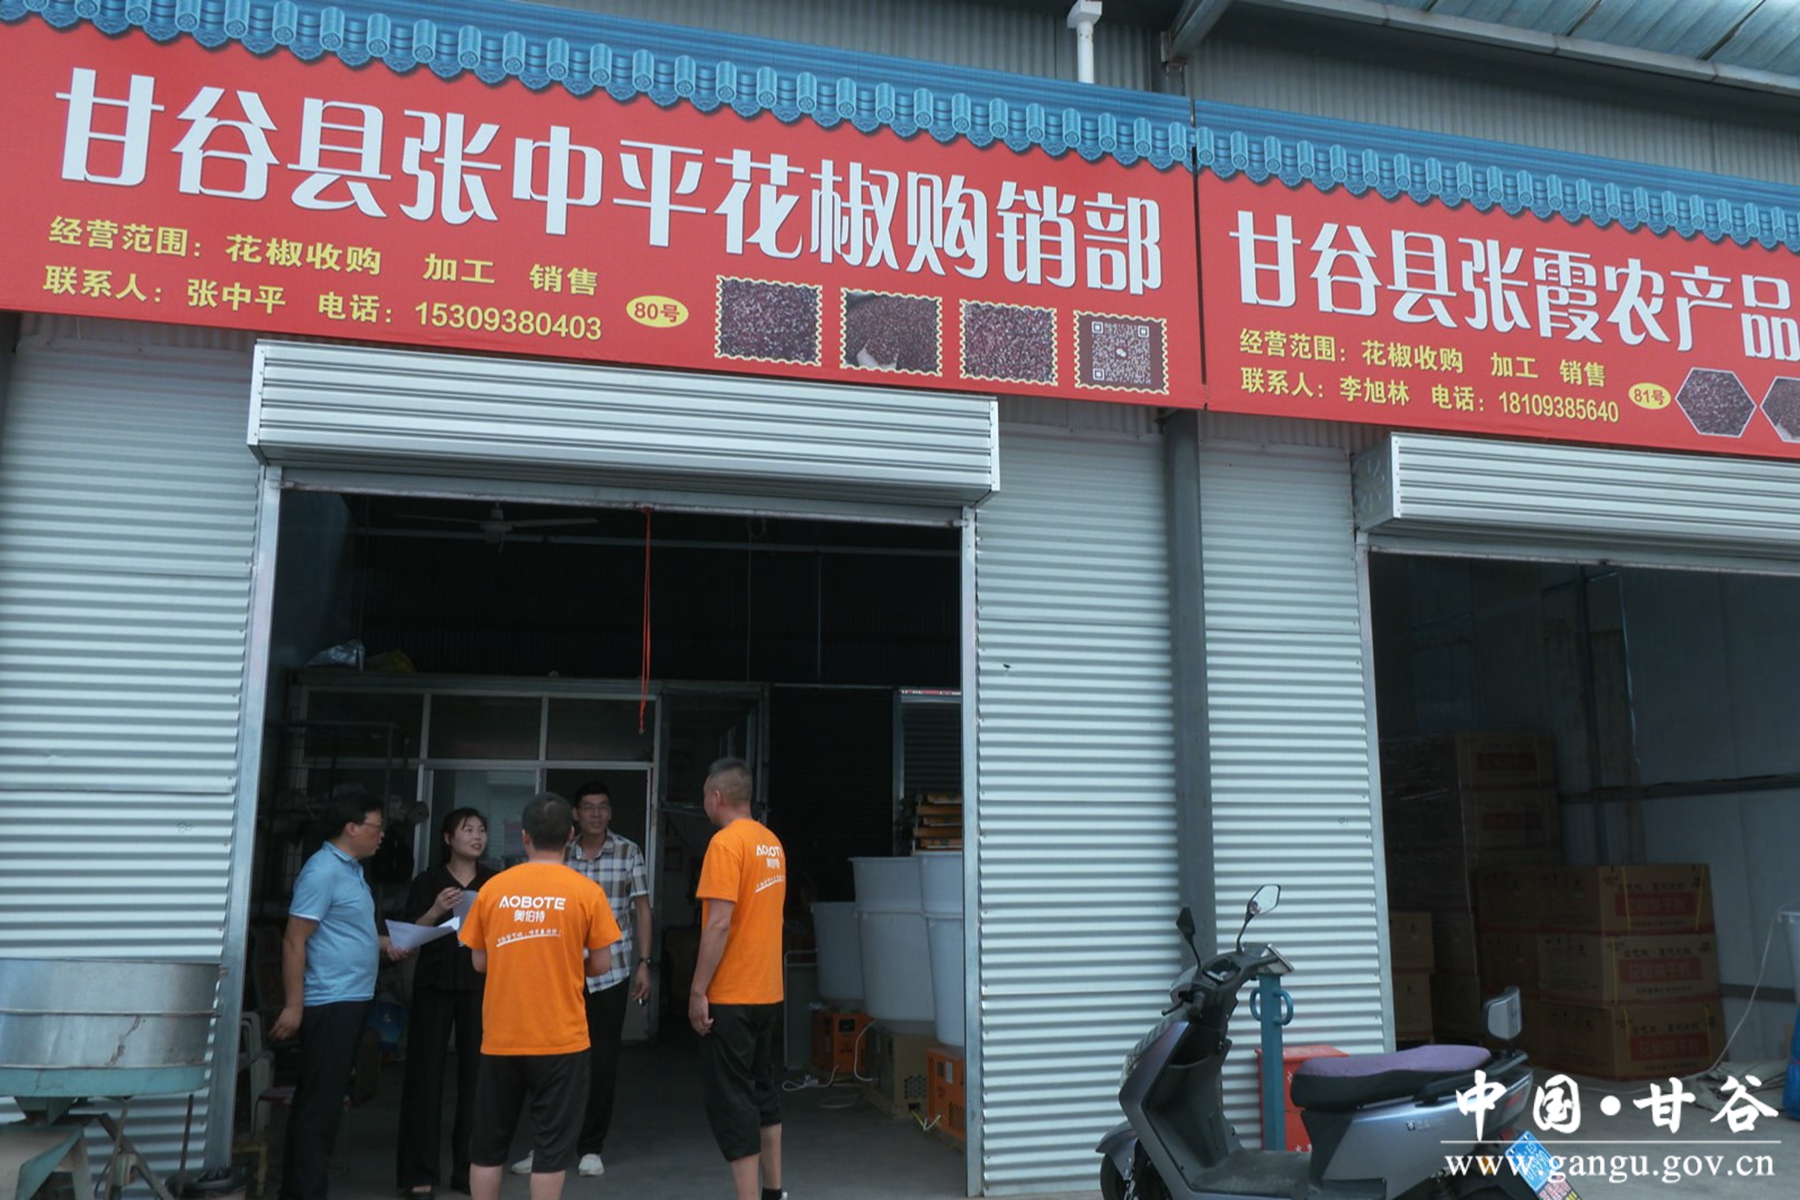 甘谷县张中平花椒购销部
经营范围：花椒收购 加工 销售
联系人：张中平 电话：15309380403
80号
甘谷县张霞农产品
经营范围：花椒收购 加工 销售
联系人：李旭林 电话：18109385640
81号
AOBOTE
奥伯特
AOBOT
奥伯特
中国·甘谷
www.gangu.gov.cn